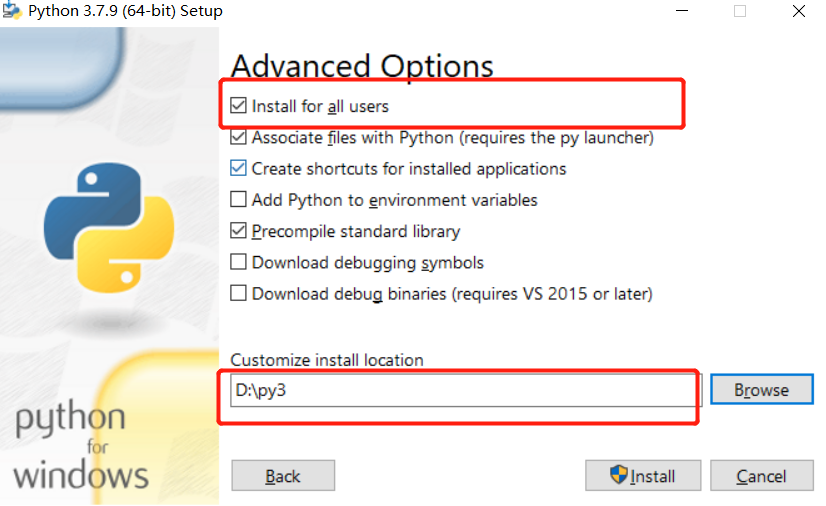 Python 3.7.9 (64-bit) Setup
Advanced Options
Install for all users
Associate files with Python (requires the py launcher)
Create shortcuts for installed applications
Add Python to environment variables
Precompile standard library
Download debugging symbols
Download debug binaries (requires VS 2015 or later)
Customize install location
D:\py3
Browse
python
for
windows
Back
Install
Cancel